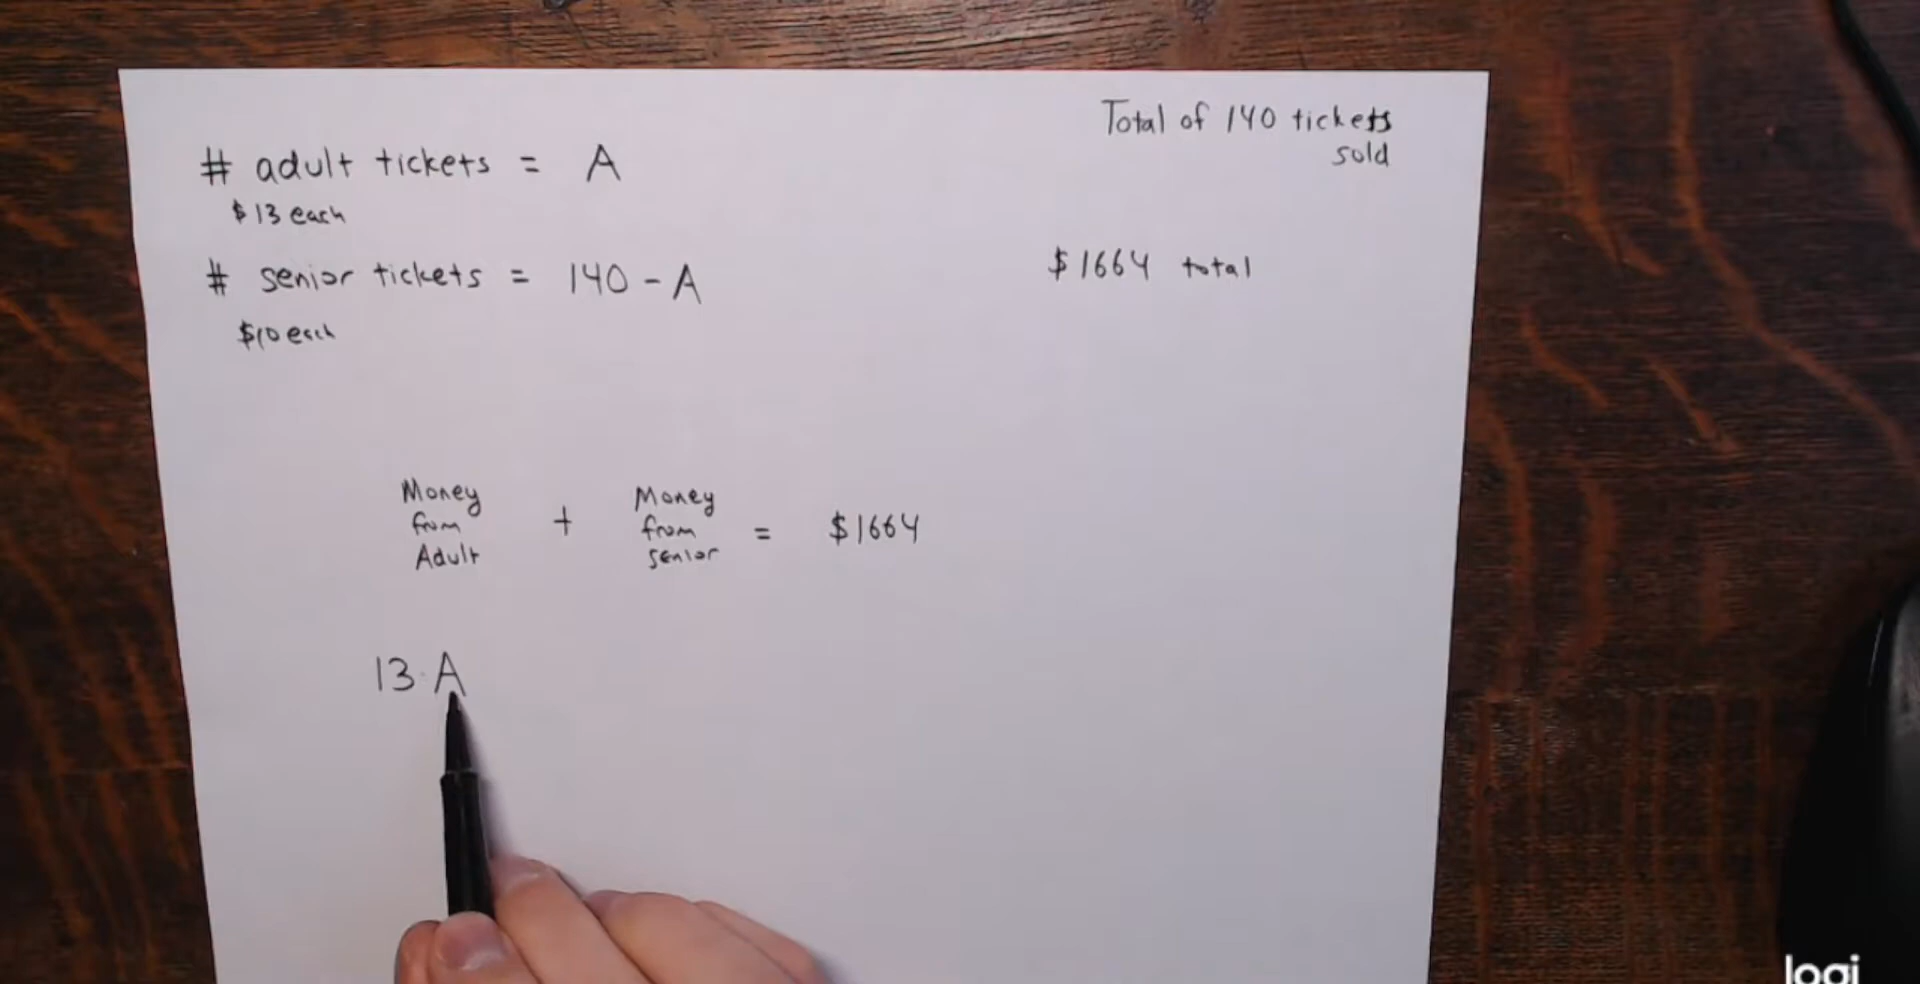 Total of 140 tickets
sold
# adult tickets = A
$13 each
# senior tickets = 140 - A
$1664 total
$10 each
Money from Adult + Money from senior = $1664
13 · A
logi